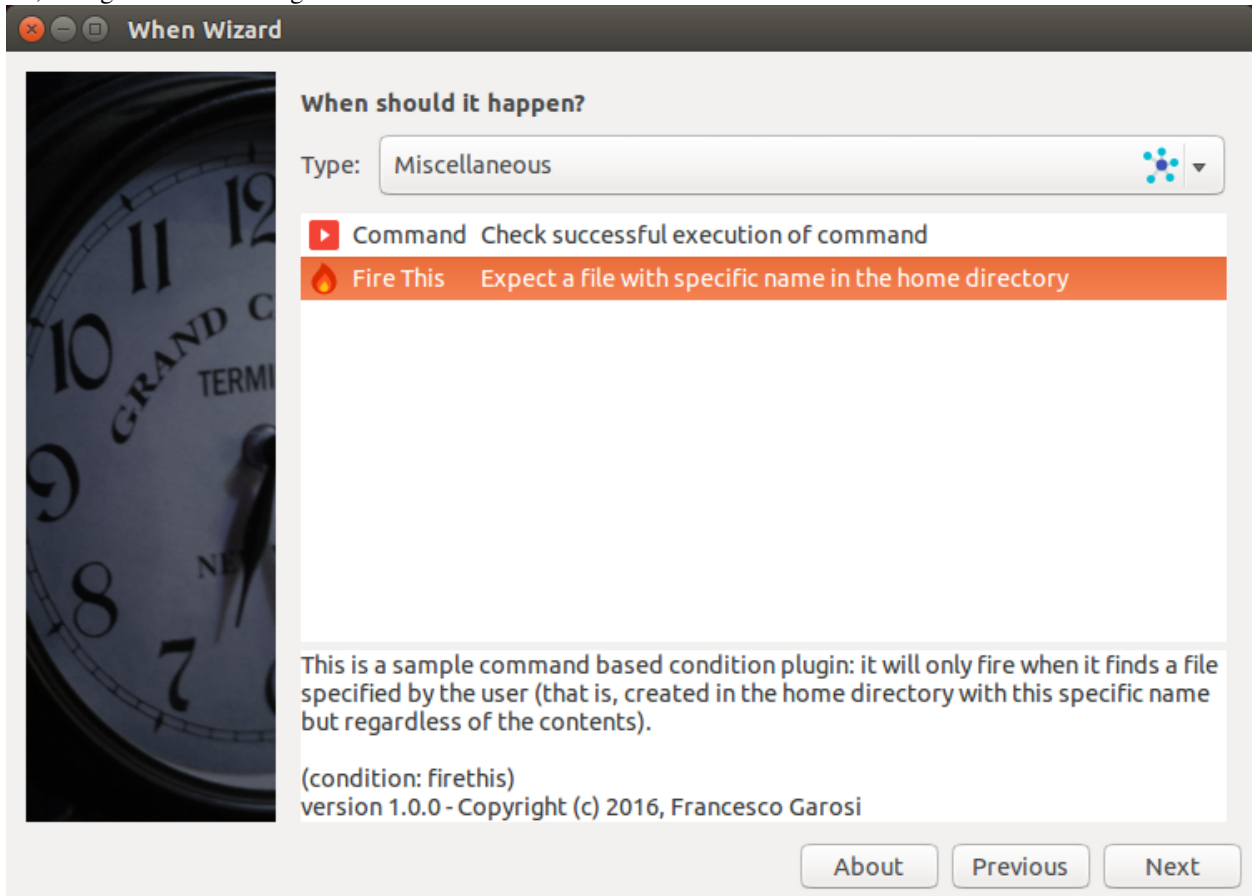 When Wizard
When should it happen?
Type: Miscellaneous
Command Check successful execution of command
Fire This Expect a file with specific name in the home directory
12
11
10
9
8
7
GRAND C
TERMI
NE
This is a sample command based condition plugin: it will only fire when it finds a file
specified by the user (that is, created in the home directory with this specific name
but regardless of the contents).
(condition: firethis)
version 1.0.0 - Copyright (c) 2016, Francesco Garosi
About Previous Next